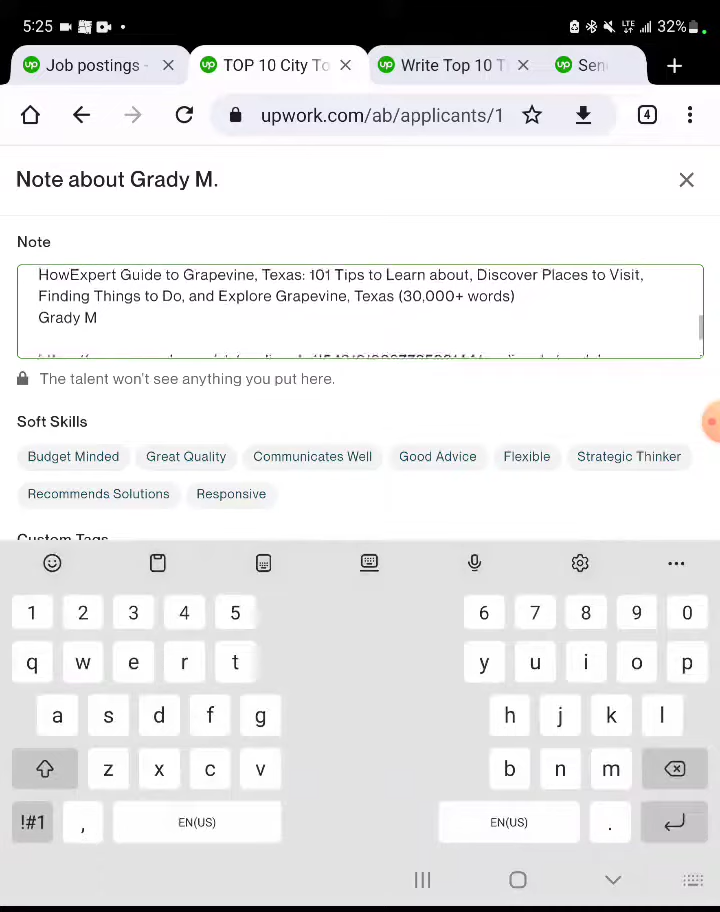 5:25
LTE
32%
Job postings -
TOP 10 City To
Write Top 10 T
Sen
upwork.com/ab/applicants/1
4
Note about Grady M.
Note
HowExpert Guide to Grapevine, Texas: 101 Tips to Learn about, Discover Places to Visit,
Finding Things to Do, and Explore Grapevine, Texas (30,000+ words)
Grady M
The talent won't see anything you put here.
Soft Skills
Budget Minded Great Quality Communicates Well Good Advice Flexible Strategic Thinker
Recommends Solutions Responsive
Custom Tags
1 2 3 4 5 6 7 8 9 0
q w e r t y u i o p
a s d f g h j k l
z x c v b n m
!#1 , EN(US) EN(US) .